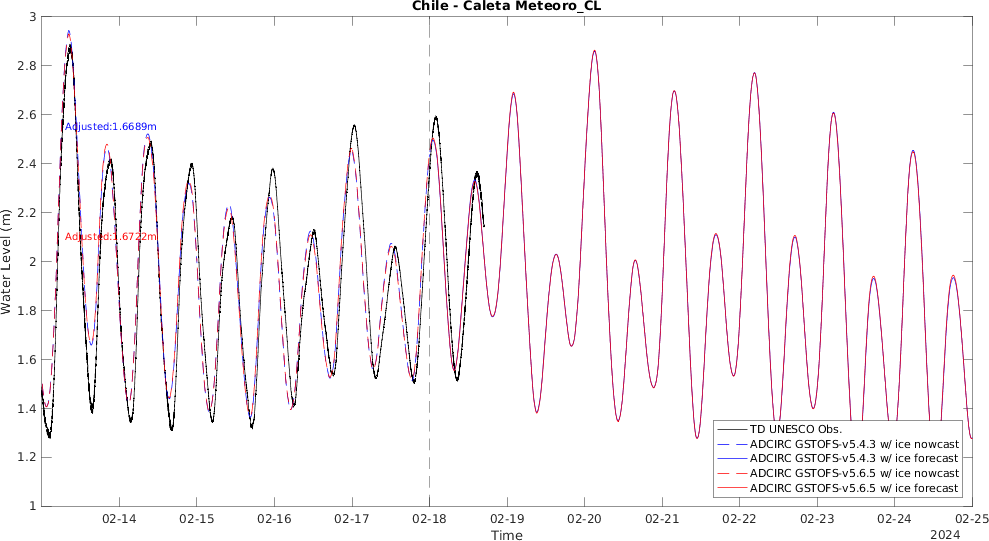 Chile - Caleta Meteoro_CL
3
2.8
2.6
2.4
2.2
2
1.8
1.6
1.4
1.2
1
Water Level (m)
Adjusted:1.6689m
Adjusted:1.6722m
TD UNESCO Obs.
ADCIRC GSTOFS-v5.4.3 w/ ice nowcast
ADCIRC GSTOFS-v5.4.3 w/ ice forecast
ADCIRC GSTOFS-v5.6.5 w/ ice nowcast
ADCIRC GSTOFS-v5.6.5 w/ ice forecast
02-14 02-15 02-16 02-17 02-18 02-19 02-20 02-21 02-22 02-23 02-24 02-25
Time
2024